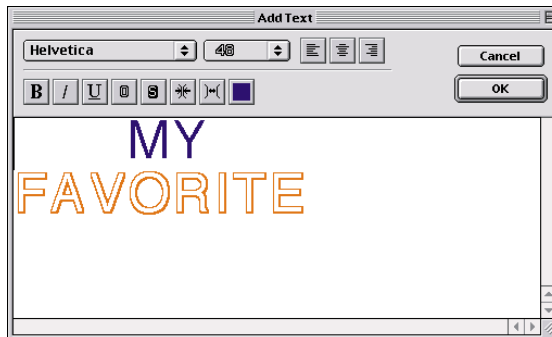 Add Text
Helvetica 48
Cancel
B I U O S
OK
MY
FAVORITE